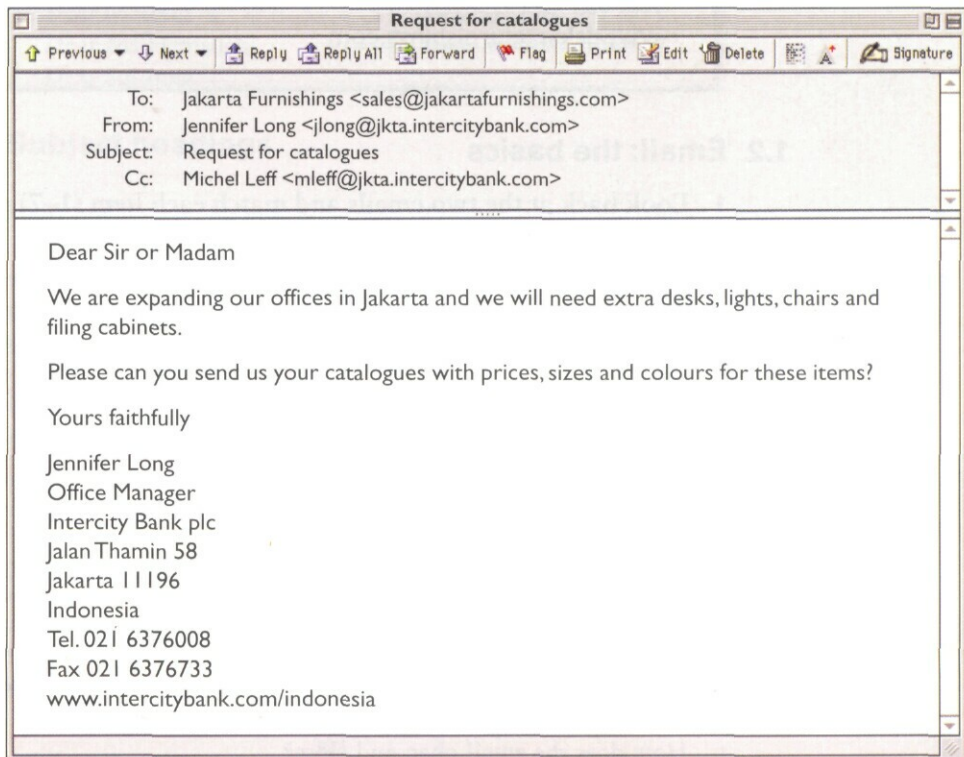 Request for catalogues
Previous Next Reply Reply All Forward Flag Print Edit Delete A Signature
To: Jakarta Furnishings <sales@jakartafurnishings.com>
From: Jennifer Long <jlong@jkta.intercitybank.com>
Subject: Request for catalogues
Cc: Michel Leff <mleff@jkta.intercitybank.com>
Dear Sir or Madam
We are expanding our offices in Jakarta and we will need extra desks, lights, chairs and
filing cabinets.
Please can you send us your catalogues with prices, sizes and colours for these items?
Yours faithfully
Jennifer Long
Office Manager
Intercity Bank plc
Jalan Thamin 58
Jakarta 11196
Indonesia
Tel. 021 6376008
Fax 021 6376733
www.intercitybank.com/indonesia